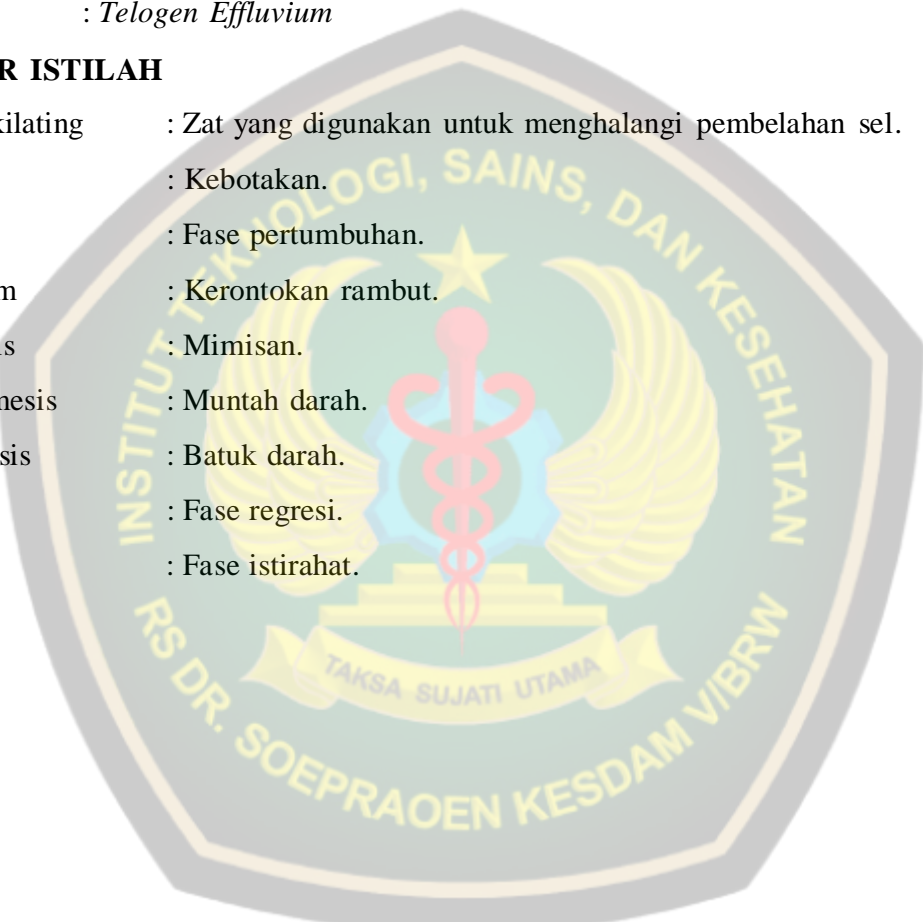 : Telogen Effluvium
R ISTILAH
kilating : Zat yang digunakan untuk menghalangi pembelahan sel.
: Kebotakan.
: Fase pertumbuhan.
m : Kerontokan rambut.
is : Mimisan.
nesis : Muntah darah.
sis : Batuk darah.
: Fase regresi.
: Fase istirahat.
INSTITUT TEKNOLOGI, SAINS, DAN KESEHATAN
TAKSA SUJATI UTAMA
RS DR. SOEPRAOEN KESDAM V/BRW